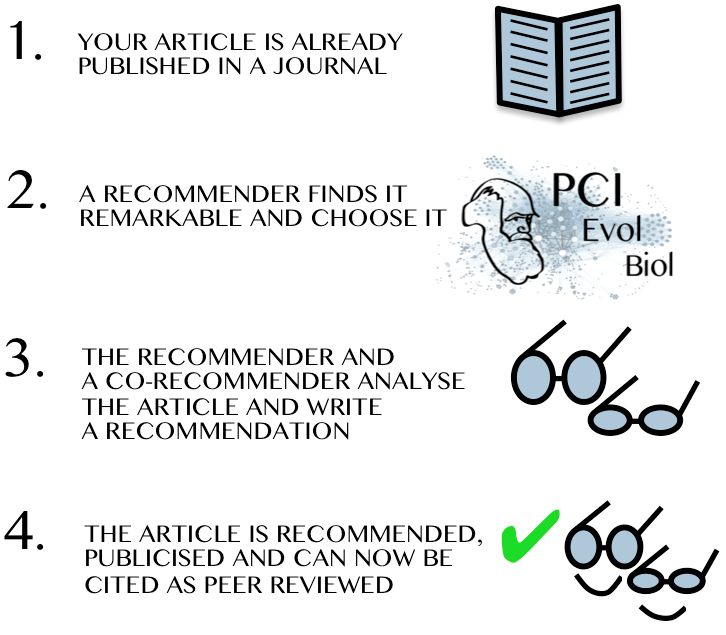 1. YOUR ARTICLE IS ALREADY
PUBLISHED IN A JOURNAL
2. A RECOMMENDER FINDS IT
REMARKABLE AND CHOOSE IT
PCI
Evol
Biol
3. THE RECOMMENDER AND
A CO-RECOMMENDER ANALYSE
THE ARTICLE AND WRITE
A RECOMMENDATION
4. THE ARTICLE IS RECOMMENDED,
PUBLICISED AND CAN NOW BE
CITED AS PEER REVIEWED